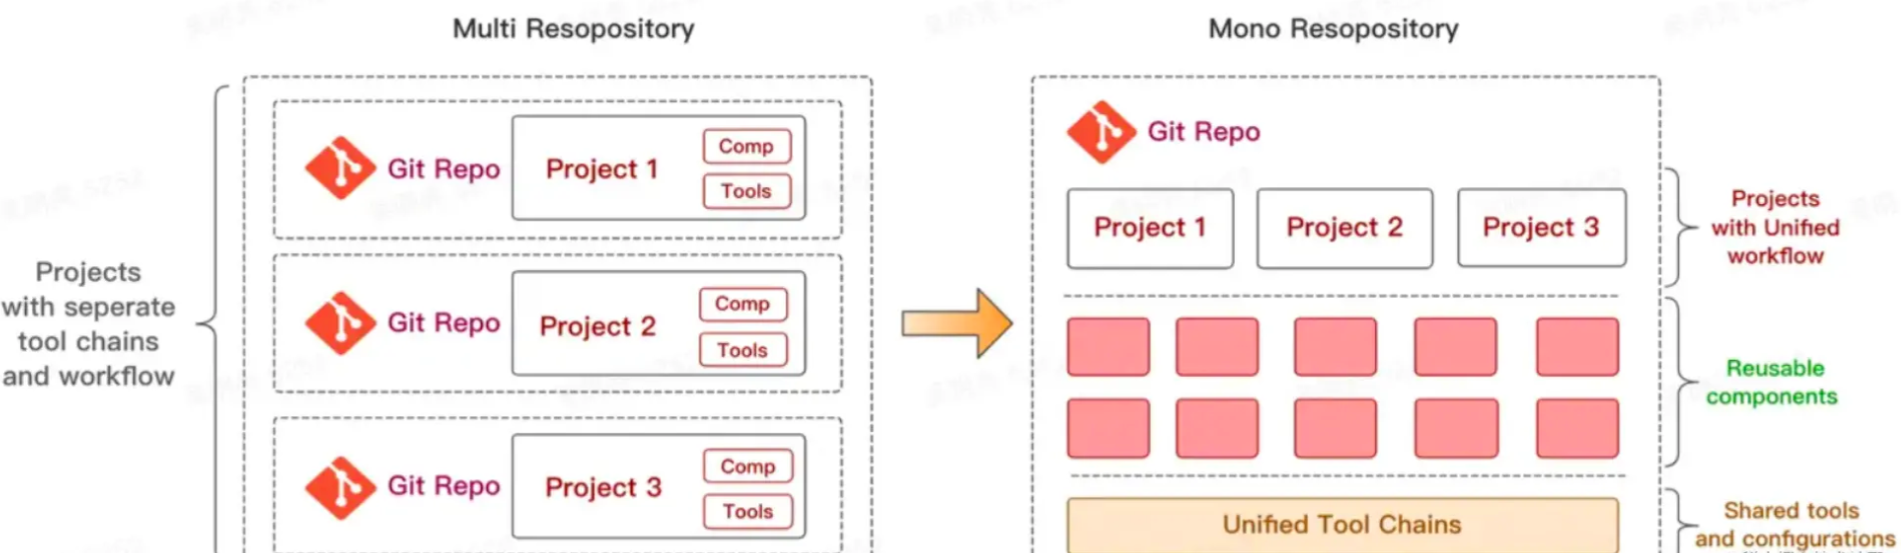 Multi Resopository
Projects
with seperate
tool chains
and workflow
Git Repo
Project 1
Comp
Tools
Git Repo
Project 2
Comp
Tools
Git Repo
Project 3
Comp
Tools
Mono Resopository
Git Repo
Project 1
Project 2
Project 3
Projects
with Unified
workflow
Reusable
components
Unified Tool Chains
Shared tools
and configurations